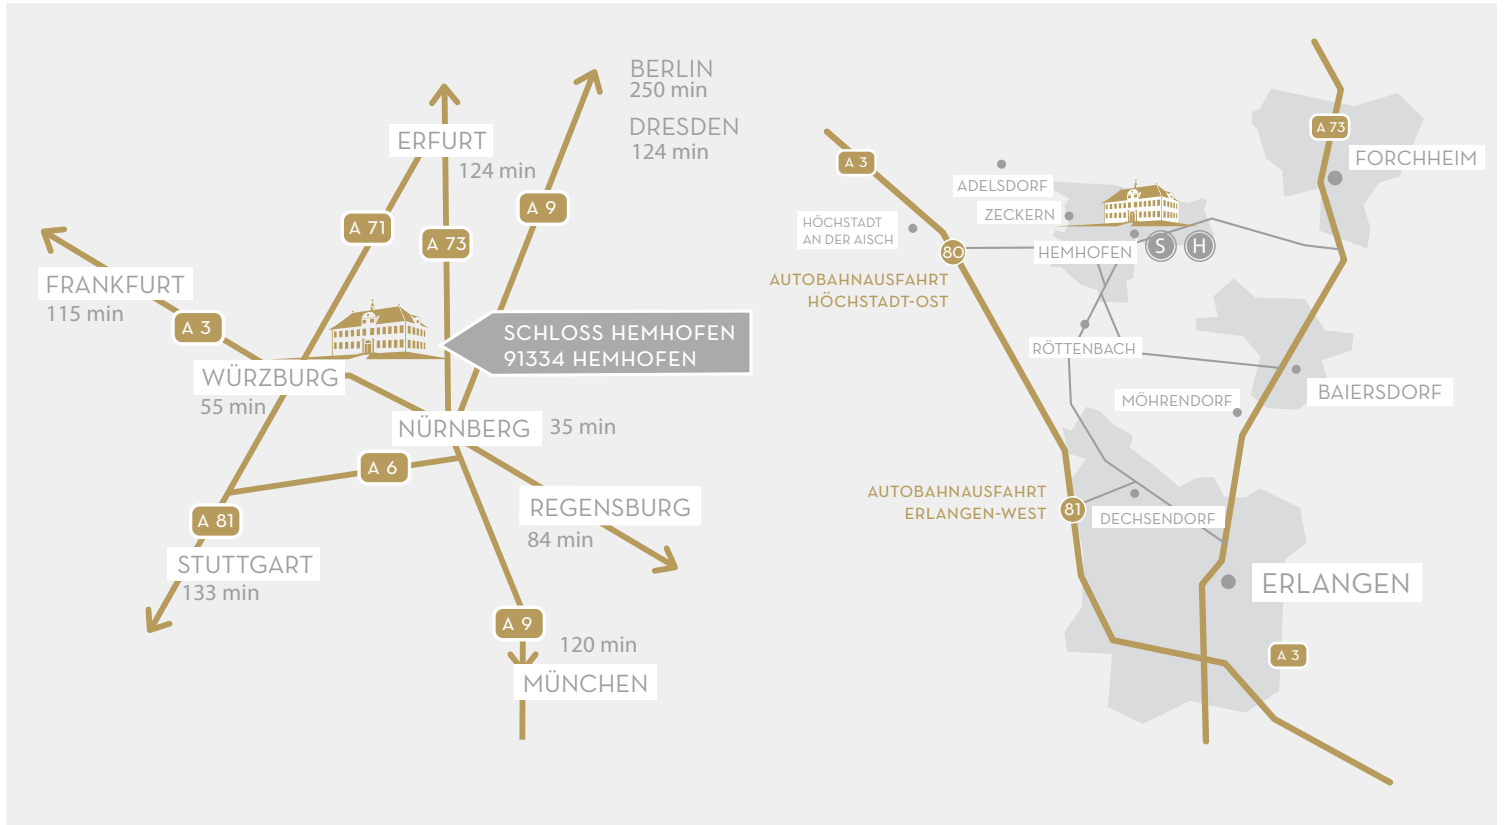 BERLIN
250 min
DRESDEN
124 min
ERFURT
124 min
A 9
A 71
A 73
FRANKFURT
115 min
A 3
SCHLOSS HEMHOFEN
91334 HEMHOFEN
WÜRZBURG
55 min
NÜRNBERG
35 min
A 6
A 81
REGENSBURG
84 min
STUTTGART
133 min
A 9
120 min
MÜNCHEN
A 73
A 3
FORCHHEIM
ADELSDORF
ZECKERN
HÖCHSTADT
AN DER AISCH
HEMHOFEN
S
H
80
AUTOBAHNAUSFAHRT
HÖCHSTADT-OST
RÖTTENBACH
BAIERSDORF
MÖHRENDORF
AUTOBAHNAUSFAHRT
ERLANGEN-WEST
81
DECHSENDORF
ERLANGEN
A 3